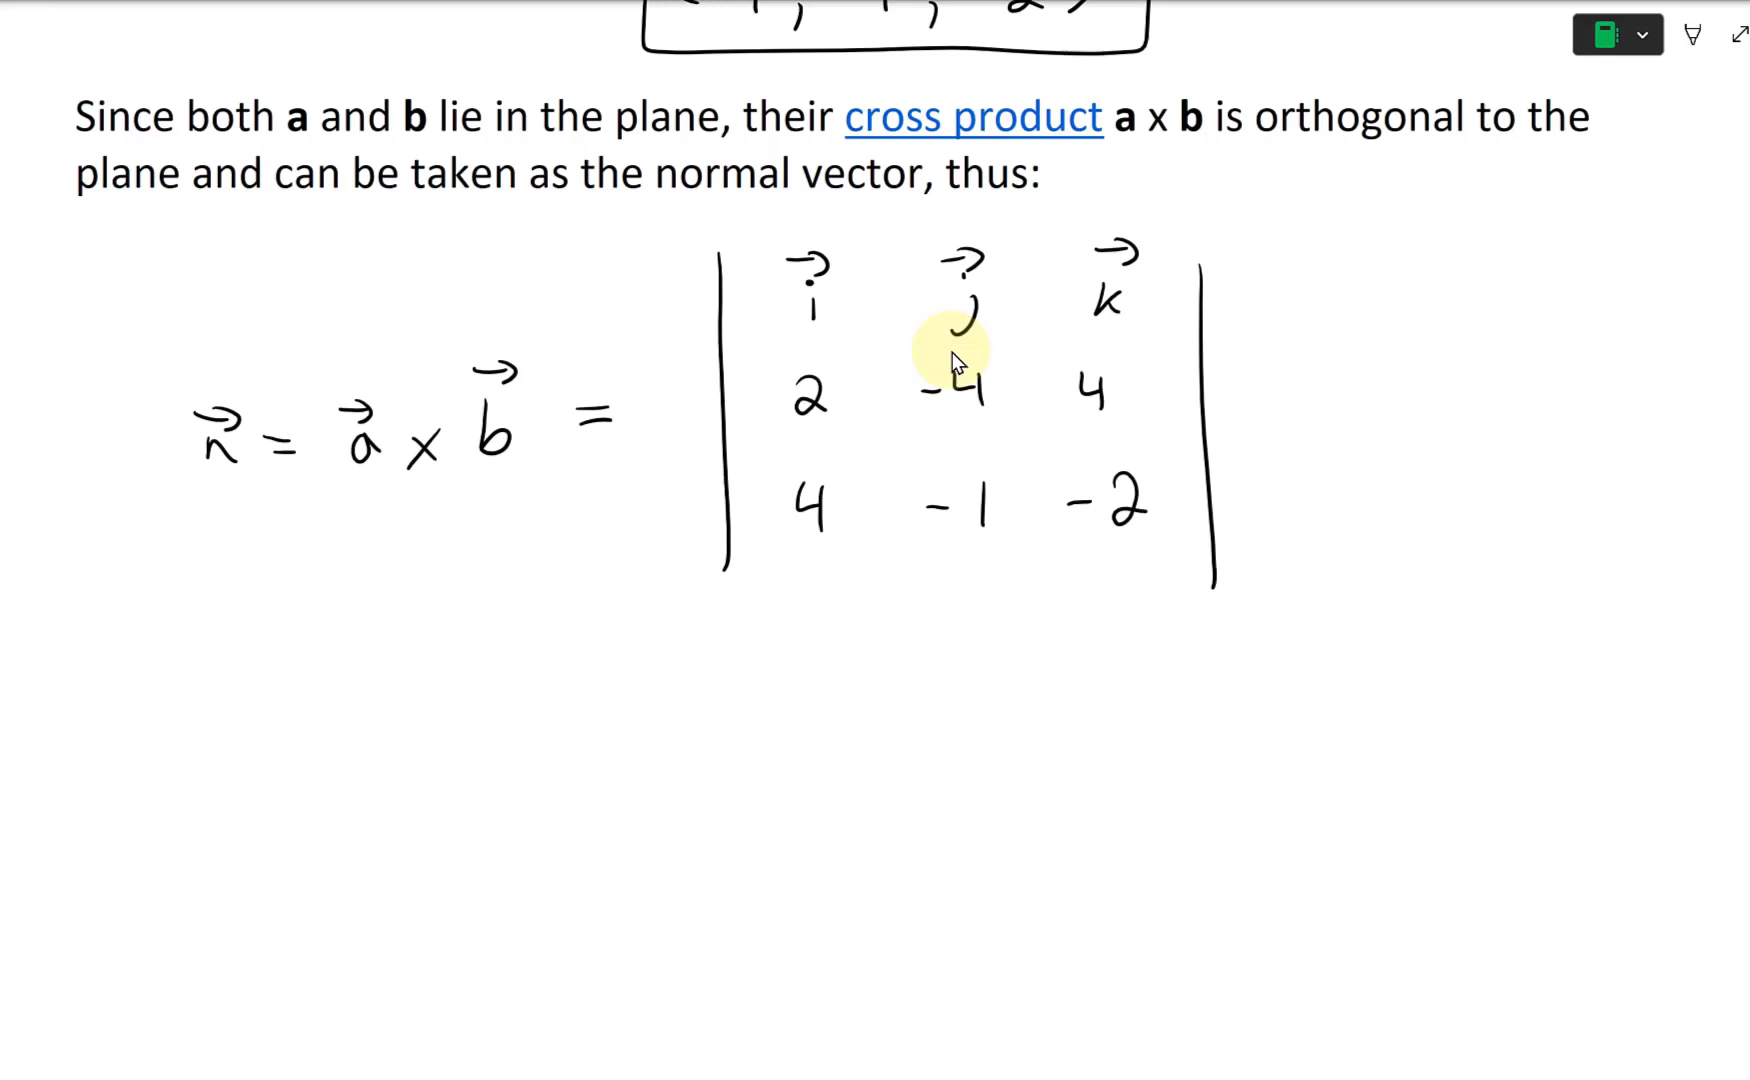 Since both a and b lie in the plane, their cross product a x b is orthogonal to the
plane and can be taken as the normal vector, thus:
i j k
n = a x b = 2 -4 4
4 -1 -2